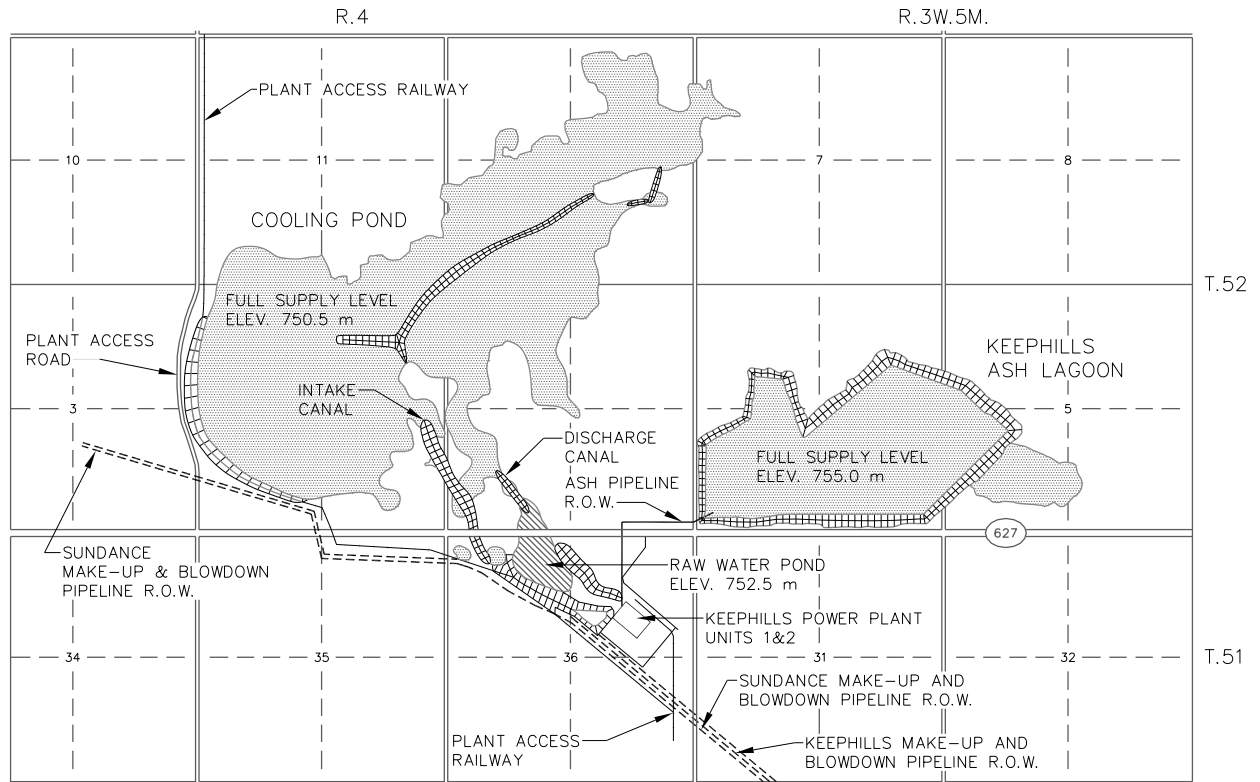 R.4
R.3W.5M.
PLANT ACCESS RAILWAY
10
11
7
8
COOLING POND
T.52
FULL SUPPLY LEVEL
ELEV. 750.5 m
PLANT ACCESS
ROAD
KEEPHILLS
ASH LAGOON
INTAKE
CANAL
3
5
DISCHARGE
CANAL
FULL SUPPLY LEVEL
ELEV. 755.0 m
ASH PIPELINE
R.O.W.
627
SUNDANCE
MAKE-UP & BLOWDOWN
PIPELINE R.O.W.
RAW WATER POND
ELEV. 752.5 m
KEEPHILLS POWER PLANT
UNITS 1&2
34
35
36
31
32
T.51
SUNDANCE MAKE-UP AND
BLOWDOWN PIPELINE R.O.W.
PLANT ACCESS
RAILWAY
KEEPHILLS MAKE-UP AND
BLOWDOWN PIPELINE R.O.W.